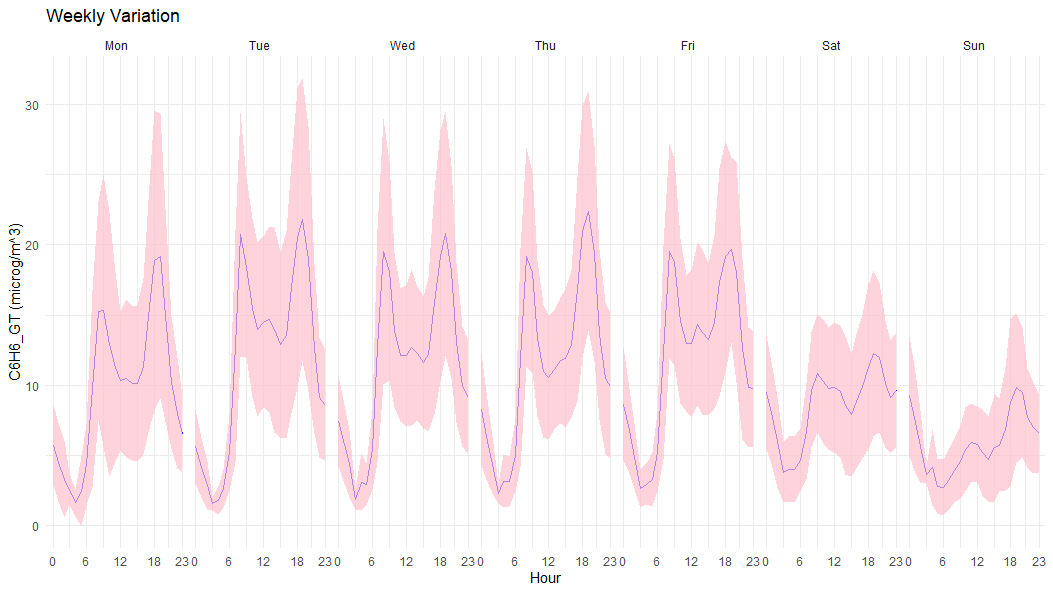 Weekly Variation
Mon Tue Wed Thu Fri Sat Sun
30
20
10
0
C6H6_GT (microg/m^3)
0 6 12 18 23 0 6 12 18 23 0 6 12 18 23 0 6 12 18 23 0 6 12 18 23 0 6 12 18 23 0 6 12 18 23
Hour